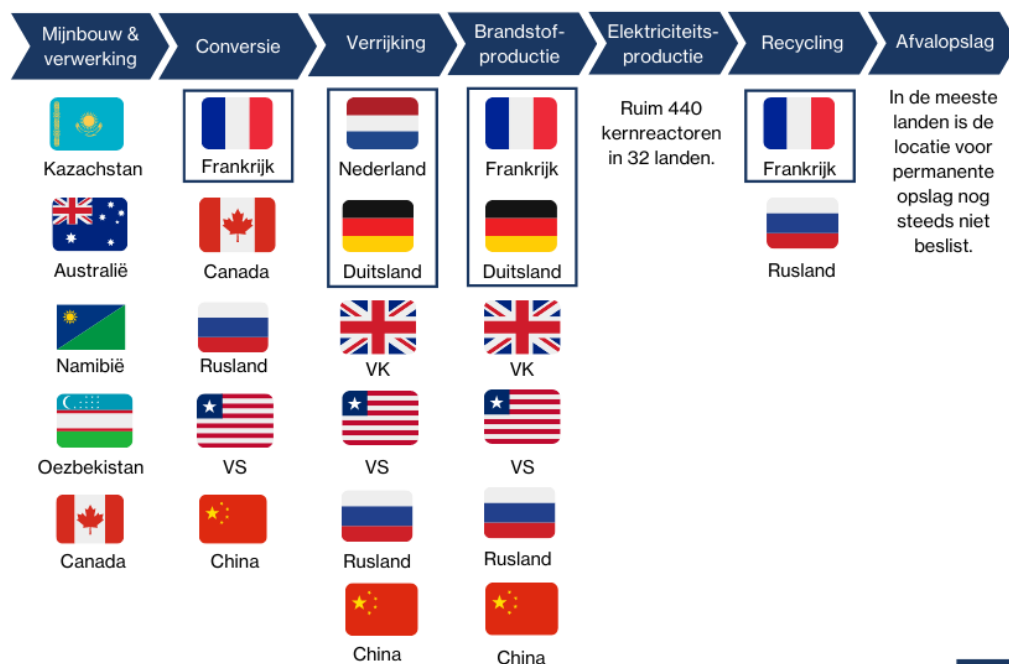 Mijnbouw &
verwerking
Conversie
Verrijking
Brandstof-
productie
Elektriciteits-
productie
Recycling
Afvalopslag
Kazachstan
Australië
Namibië
Oezbekistan
Canada
Frankrijk
Canada
Rusland
VS
China
Nederland
Duitsland
VK
VS
Rusland
China
Frankrijk
Duitsland
VK
VS
Rusland
China
Ruim 440
kernreactoren
in 32 landen.
Frankrijk
Rusland
In de meeste
landen is de
locatie voor
permanente
opslag nog
steeds niet
beslist.